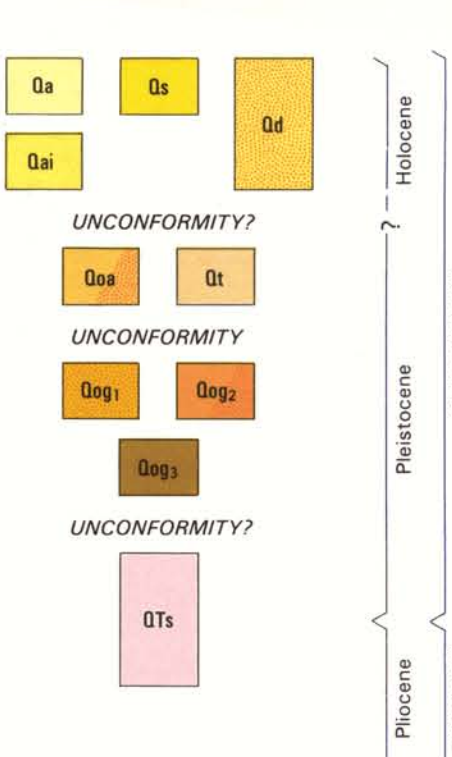 Qa
Qs
Qd
Qai
Holocene
UNCONFORMITY?
?
Qoa
Qt
UNCONFORMITY
Qog1
Qog2
Pleistocene
Qog3
UNCONFORMITY?
QTs
Pliocene